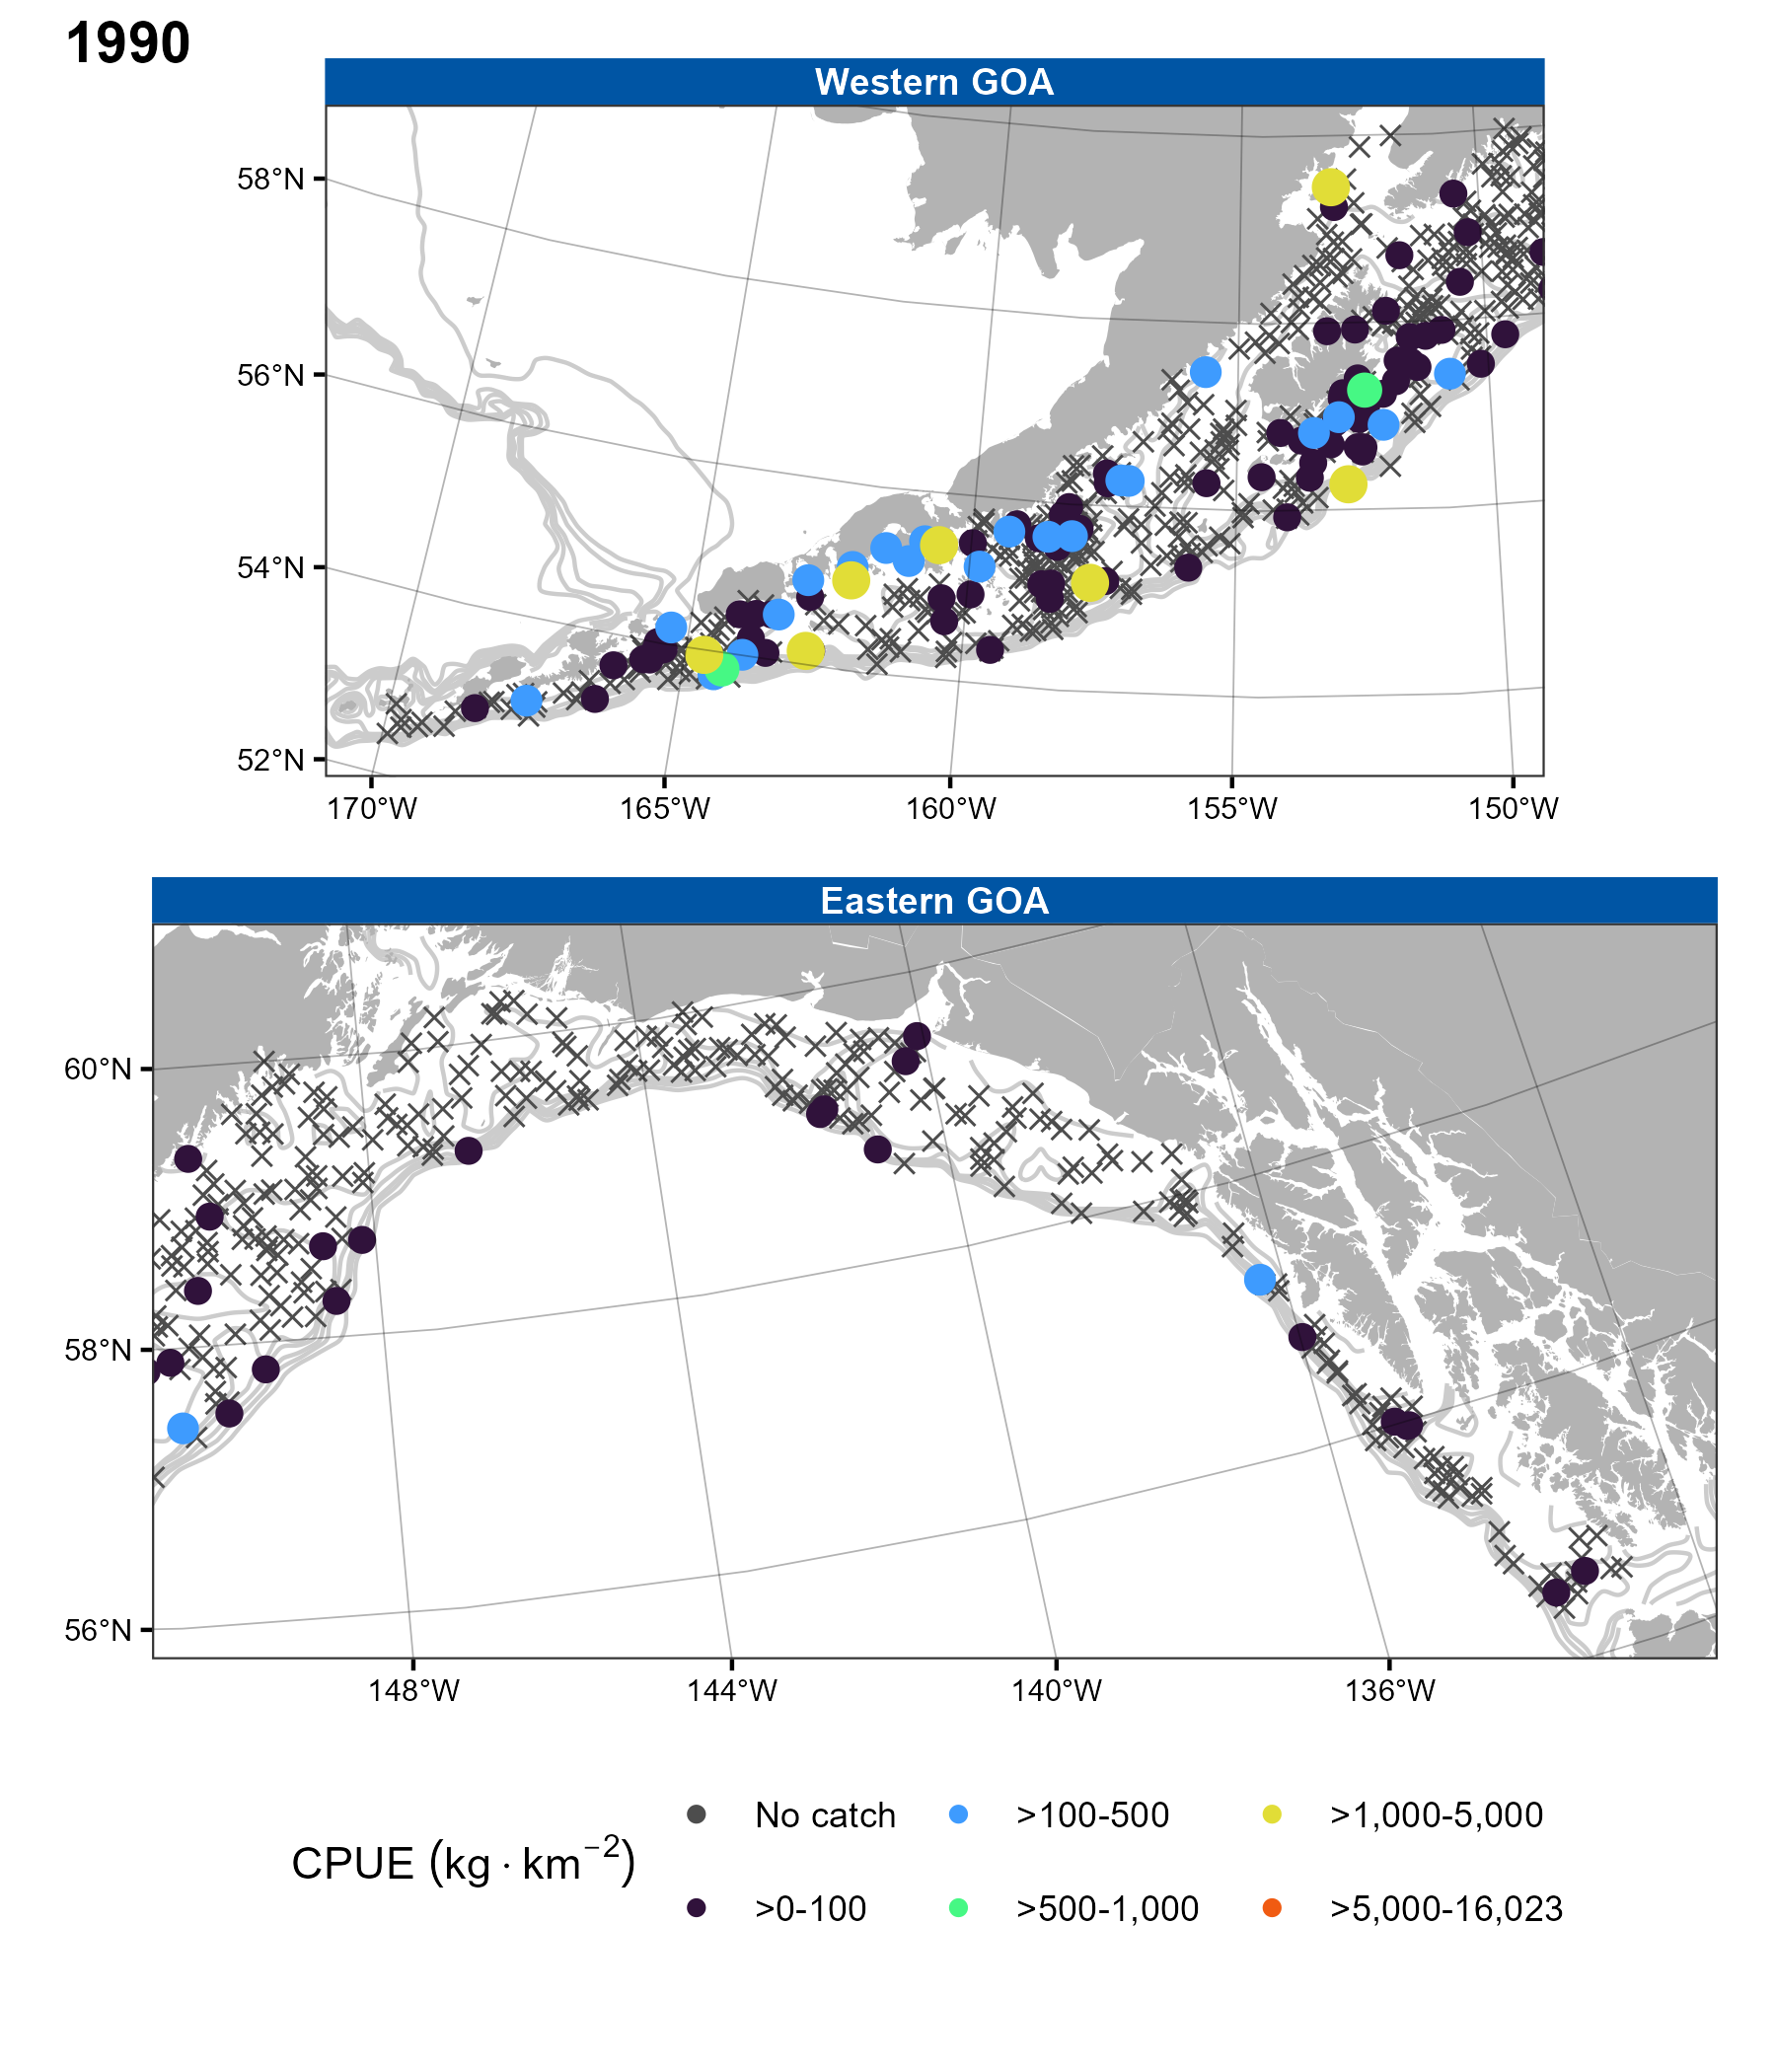 1990
Western GOA
58°N
56°N
54°N
52°N
170°W 165°W 160°W 155°W 150°W
Eastern GOA
60°N
58°N
56°N
148°W 144°W 140°W 136°W
CPUE (kg · km⁻²)
No catch >100-500 >1,000-5,000
>0-100 >500-1,000 >5,000-16,023